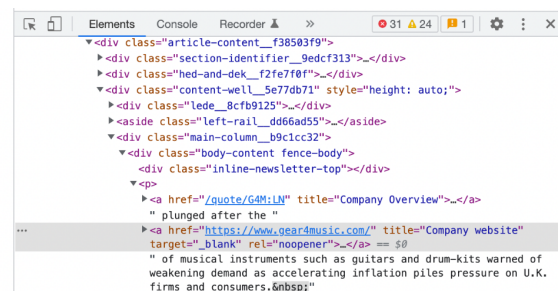 Elements Console Recorder » 31 24 1
▼<div class="article-content__f38503f9">
▶<div class="section-identifier__9edcf313">…</div>
▶<div class="hed-and-dek__f2fe7f0f">…</div>
▼<div class="content-well__5e77db71" style="height: auto;">
▶<div class="lede__8cfb9125">…</div>
▶<aside class="left-rail__dd66ad55">…</aside>
▼<div class="main-column__b9c1cc32">
▼<div class="body-content fence-body">
<div class="inline-newsletter-top"></div>
▼<p>
▶<a href="/quote/G4M:LN" title="Company Overview">…</a>
" plunged after the "
… ▶<a href="https://www.gear4music.com/" title="Company website"
target="_blank" rel="noopener">…</a> == $0
" of musical instruments such as guitars and drum-kits warned of
weakening demand as accelerating inflation piles pressure on U.K.
firms and consumers.&nbsp;"